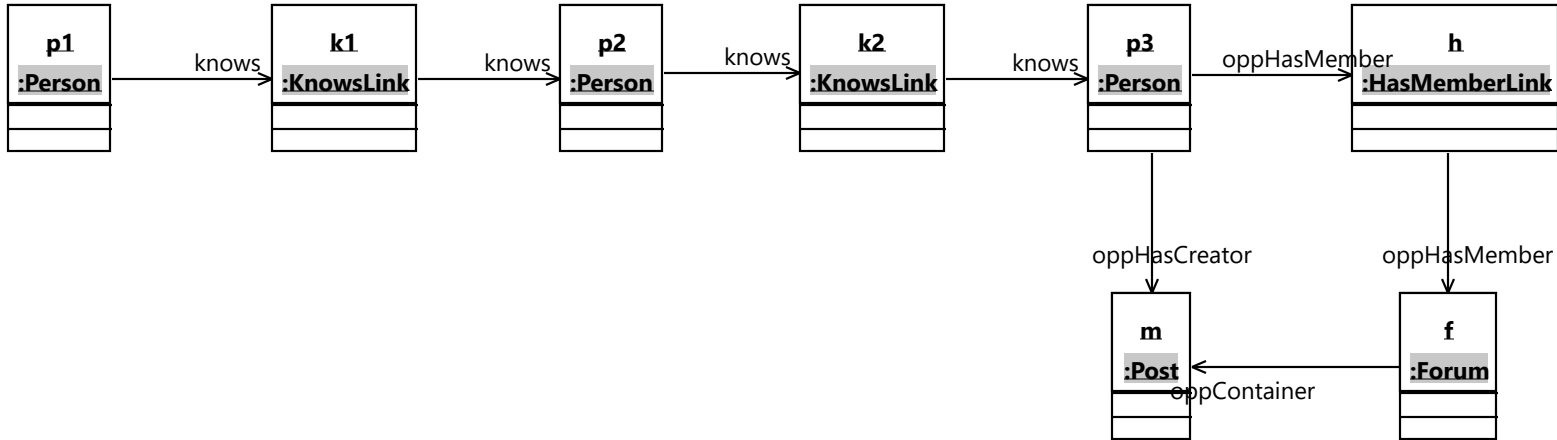 p1
:Person
knows
k1
:KnowsLink
knows
p2
:Person
knows
k2
:KnowsLink
knows
p3
:Person
oppHasMember
h
:HasMemberLink
oppHasCreator
oppHasMember
m
:Post
oppContainer
f
:Forum